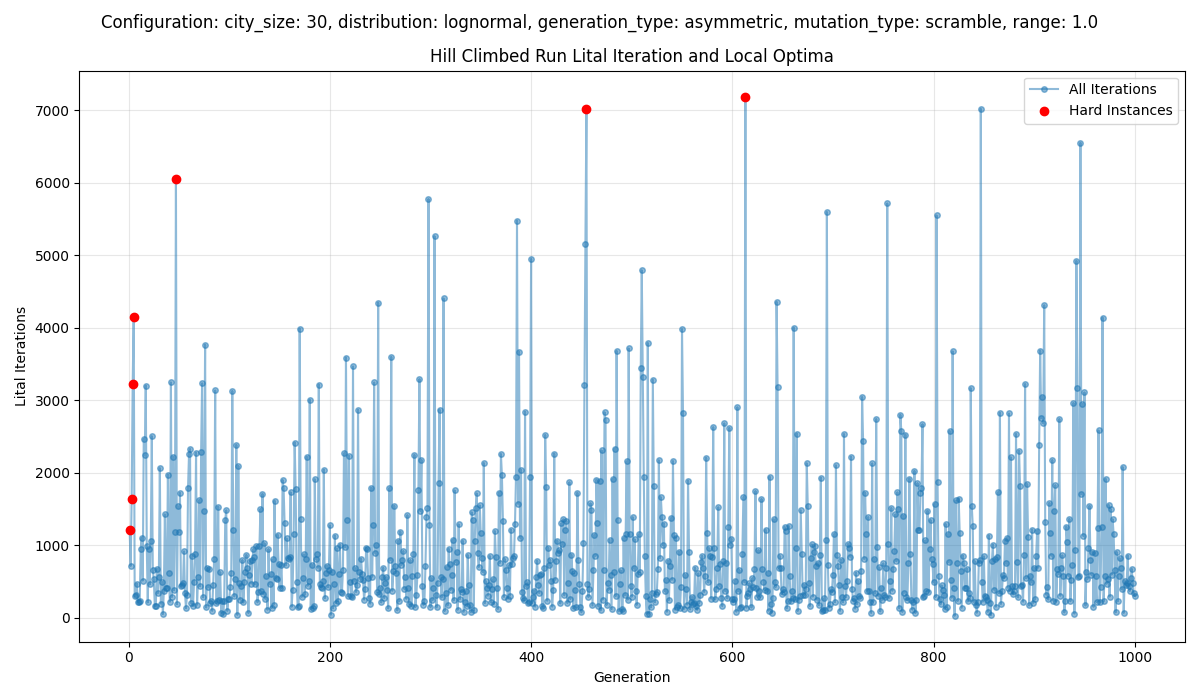 Configuration: city_size: 30, distribution: lognormal, generation_type: asymmetric, mutation_type: scramble, range: 1.0
Hill Climbed Run Lital Iteration and Local Optima
All Iterations
Hard Instances
Lital Iterations
7000
6000
5000
4000
3000
2000
1000
0
0 200 400 600 800 1000
Generation